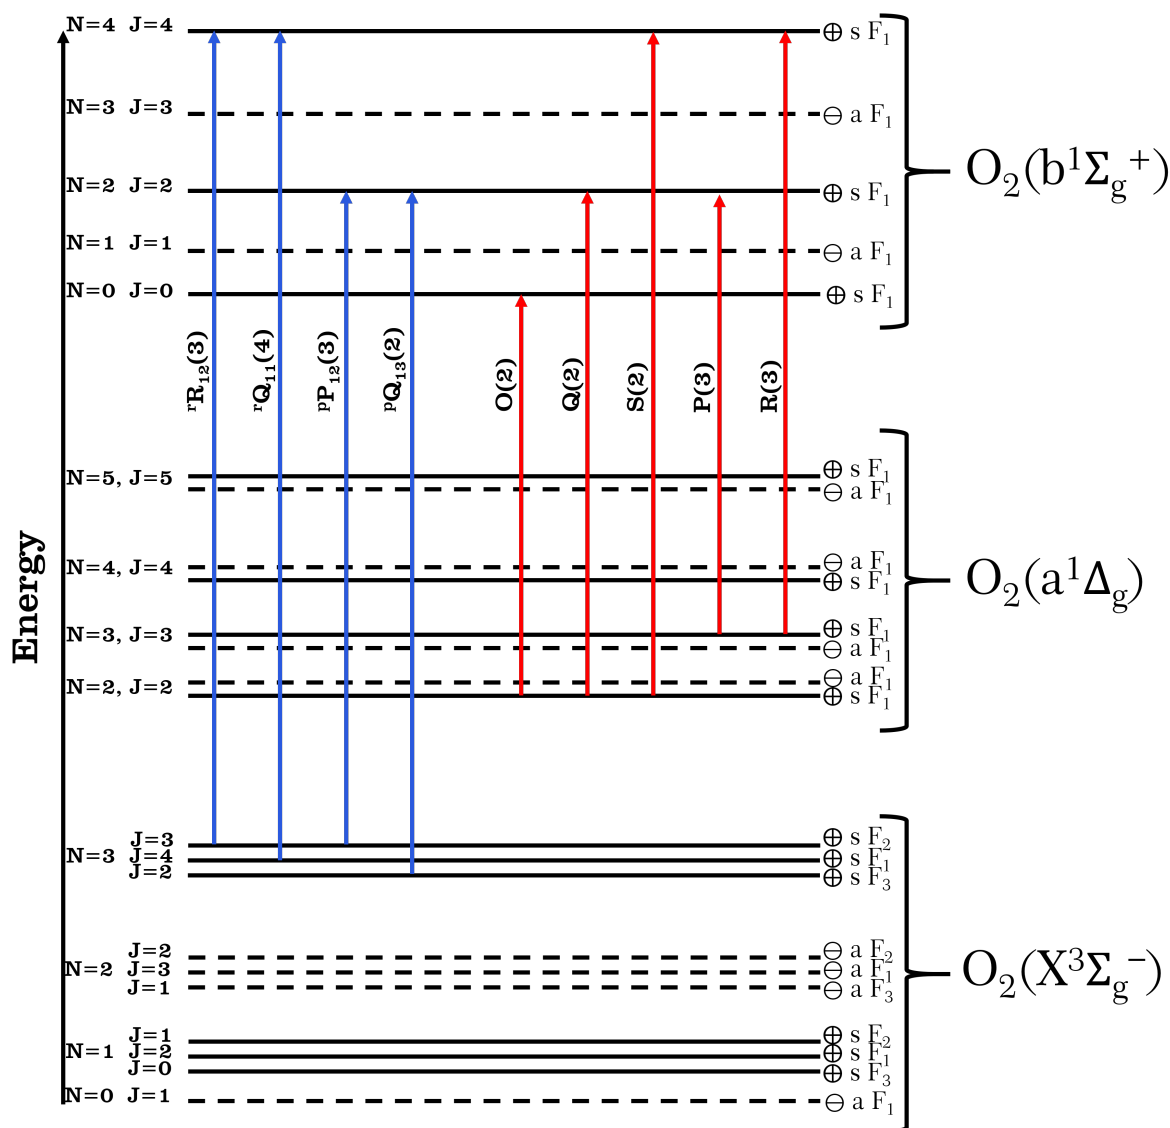 N=4 J=4 ⊕ s F₁
N=3 J=3 ⊖ a F₁
N=2 J=2 ⊕ s F₁
N=1 J=1 ⊖ a F₁
N=0 J=0 ⊕ s F₁
O₂(b¹Σg⁺)
ʳR₁₂(3)
ʳQ₁₁(4)
ᵖP₁₂(3)
ᵖQ₁₃(2)
O(2)
Q(2)
S(2)
P(3)
R(3)
N=5, J=5 ⊕ s F₁
⊖ a F₁
N=4, J=4 ⊖ a F₁
⊕ s F₁
N=3, J=3 ⊕ s F₁
⊖ a F₁
N=2, J=2 ⊖ a F₁
⊕ s F₁
O₂(a¹Δg)
Energy
J=3 ⊕ s F₂
N=3 J=4 ⊕ s F₁
J=2 ⊕ s F₃
J=2 ⊖ a F₂
N=2 J=3 ⊖ a F₁
J=1 ⊖ a F₃
O₂(X³Σg⁻)
J=1 ⊕ s F₂
N=1 J=2 ⊕ s F₁
J=0 ⊕ s F₃
N=0 J=1 ⊖ a F₁